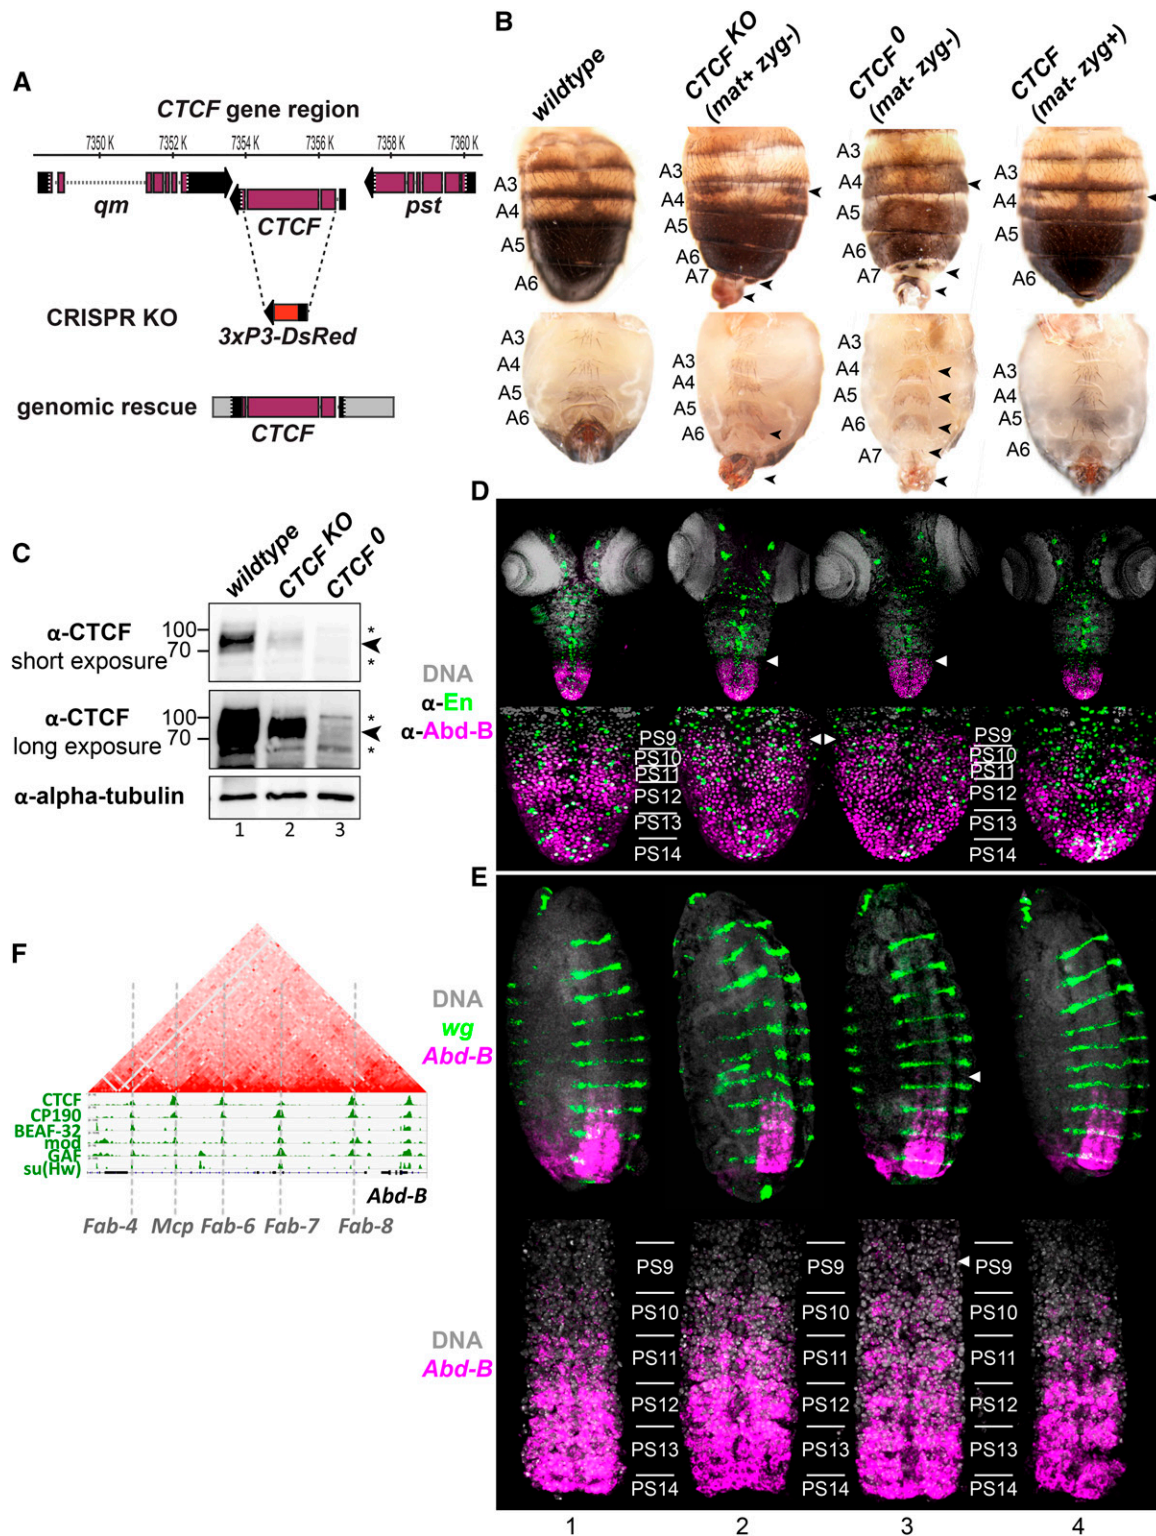 A
CTCF gene region
7350 K 7352 K 7354 K 7356 K 7358 K 7360 K
qm
CTCF
pst
CRISPR KO
3xP3-DsRed
genomic rescue
CTCF
B
wildtype
CTCF KO
(mat+ zyg-)
CTCF 0
(mat- zyg-)
CTCF
(mat- zyg+)
A3
A4
A5
A6
A3
A4
A5
A6
A7
A3
A4
A5
A6
A7
A3
A4
A5
A6
A3
A4
A5
A6
A3
A4
A5
A6
A3
A4
A5
A6
A7
A3
A4
A5
A6
C
wildtype
CTCF KO
CTCF 0
α-CTCF
short exposure
100
70
*
*
α-CTCF
long exposure
100
70
*
*
α-alpha-tubulin
1 2 3
D
DNA
α-En
α-Abd-B
PS9
PS10
PS11
PS12
PS13
PS14
PS9
PS10
PS11
PS12
PS13
PS14
E
DNA
wg
Abd-B
DNA
Abd-B
PS9
PS10
PS11
PS12
PS13
PS14
PS9
PS10
PS11
PS12
PS13
PS14
PS9
PS10
PS11
PS12
PS13
PS14
1 2 3 4
F
CTCF
CP190
BEAF-32
mod
GAF
su(Hw)
Abd-B
Fab-4 Mcp Fab-6 Fab-7 Fab-8